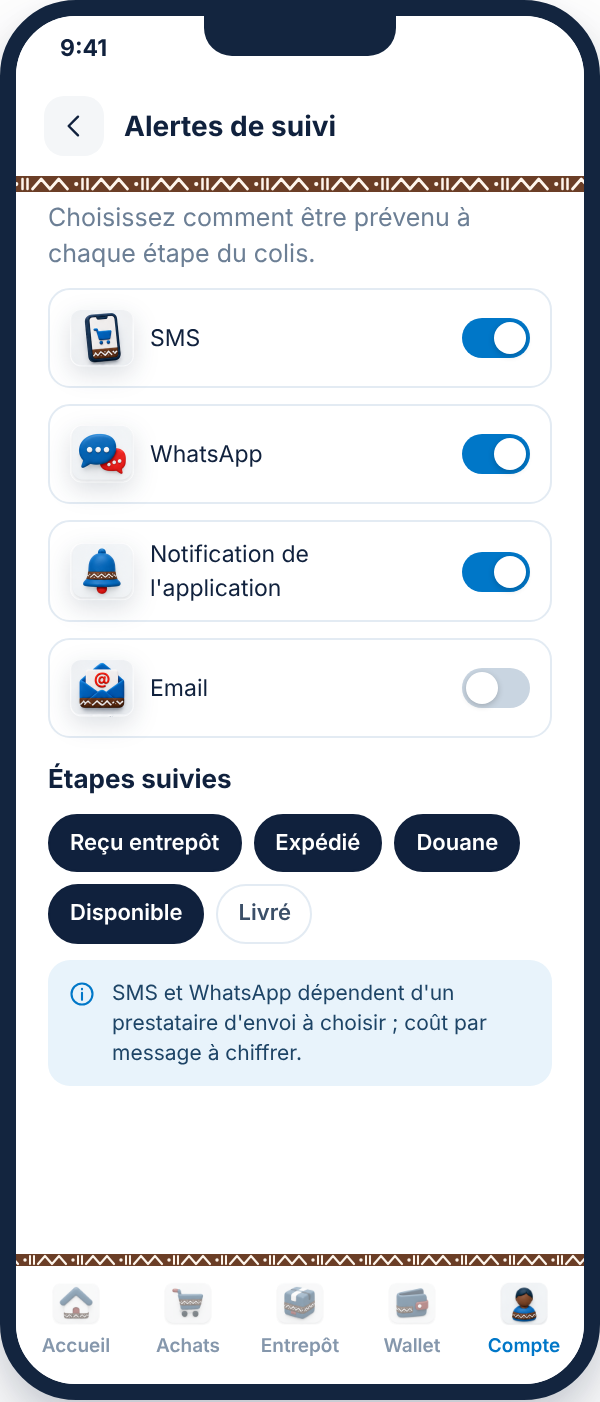 9:41
Alertes de suivi
Choisissez comment être prévenu à
chaque étape du colis.
SMS
WhatsApp
Notification de
l'application
@
Email
Étapes suivies
Reçu entrepôt
Expédié
Douane
Disponible
Livré
SMS et WhatsApp dépendent d'un
prestataire d'envoi à choisir ; coût par
message à chiffrer.
Accueil
Achats
Entrepôt
Wallet
Compte